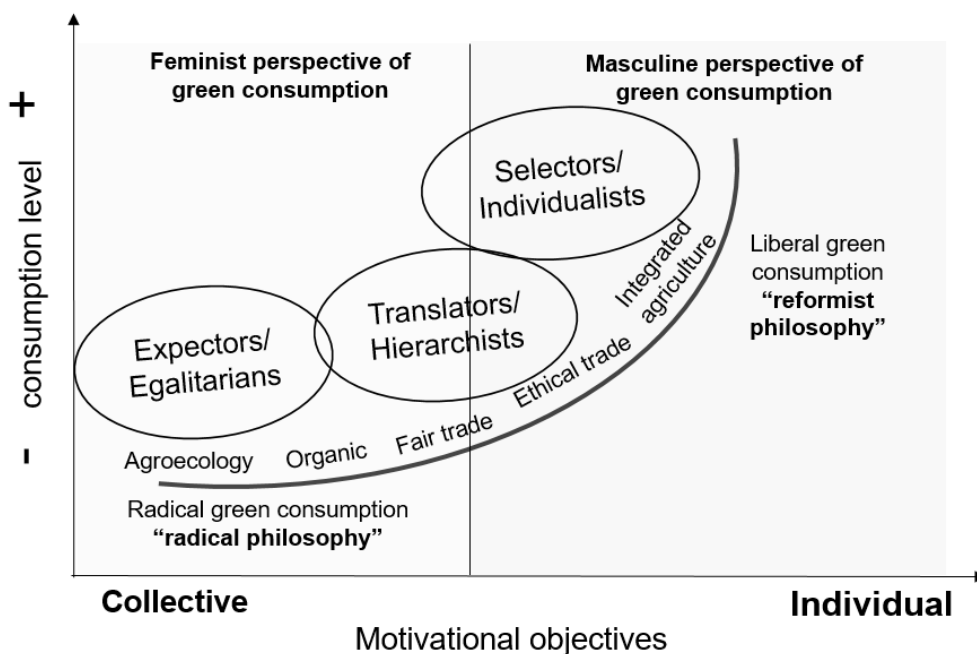 Feminist perspective of
green consumption
Masculine perspective of
green consumption
- consumption level +
Selectors/
Individualists
Translators/
Hierarchists
Expectors/
Egalitarians
Integrated
agriculture
Liberal green
consumption
“reformist
philosophy”
Ethical trade
Fair trade
Organic
Agroecology
Radical green consumption
“radical philosophy”
Collective
Individual
Motivational objectives